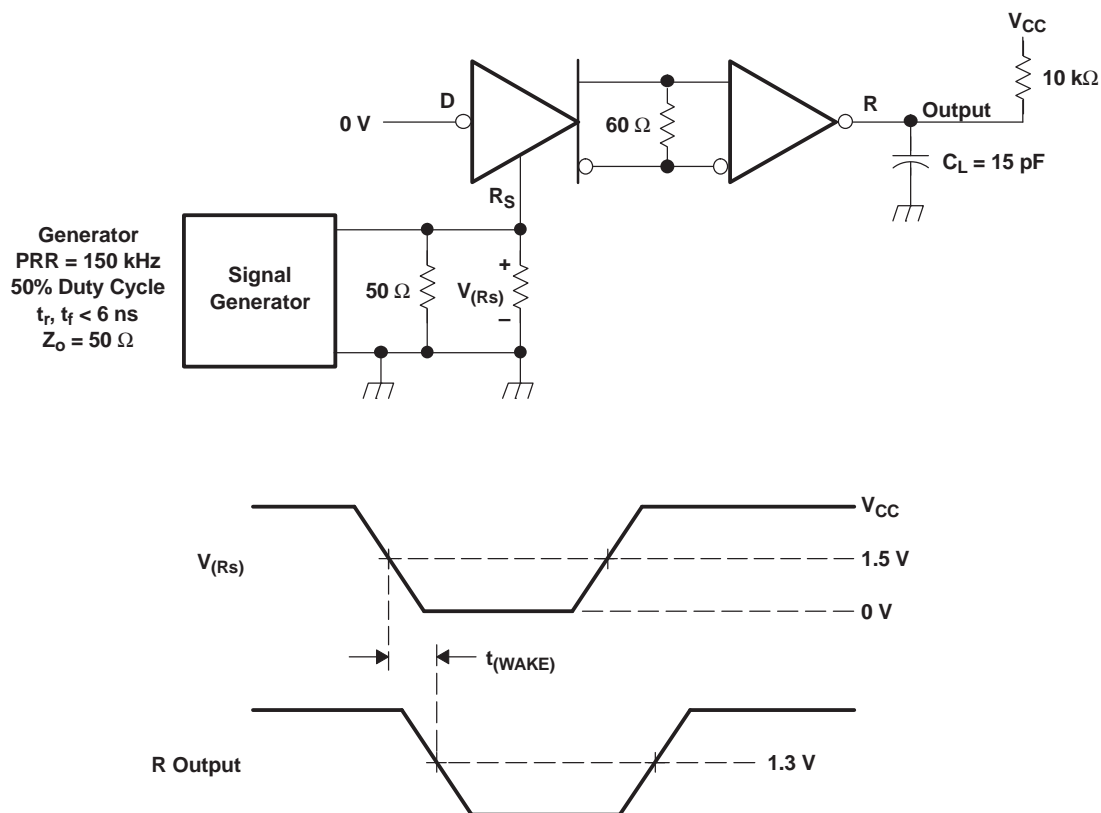 V_CC
10 kΩ
D
0 V
60 Ω
R
Output
C_L = 15 pF
R_S
Generator
PRR = 150 kHz
50% Duty Cycle
t_r, t_f < 6 ns
Z_o = 50 Ω
Signal
Generator
50 Ω
+
V_(Rs)
–
V_CC
V_(Rs)
1.5 V
0 V
t_(WAKE)
R Output
1.3 V